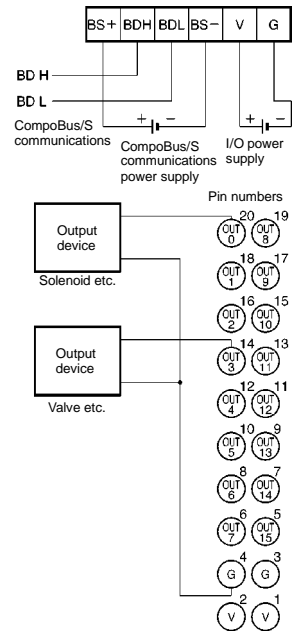 BS+ BDH BDL BS− V G
BD H
BD L
CompoBus/S
communications
+ −
CompoBus/S
communications
power supply
+ −
I/O power
supply
Pin numbers
Output
device
Solenoid etc.
20 19
OUT 0 OUT 8
18 17
OUT 1 OUT 9
16 15
OUT 2 OUT 10
Output
device
Valve etc.
14 13
OUT 3 OUT 11
12 11
OUT 4 OUT 12
10 9
OUT 5 OUT 13
8 7
OUT 6 OUT 14
6 5
OUT 7 OUT 15
4 3
G G
2 1
V V